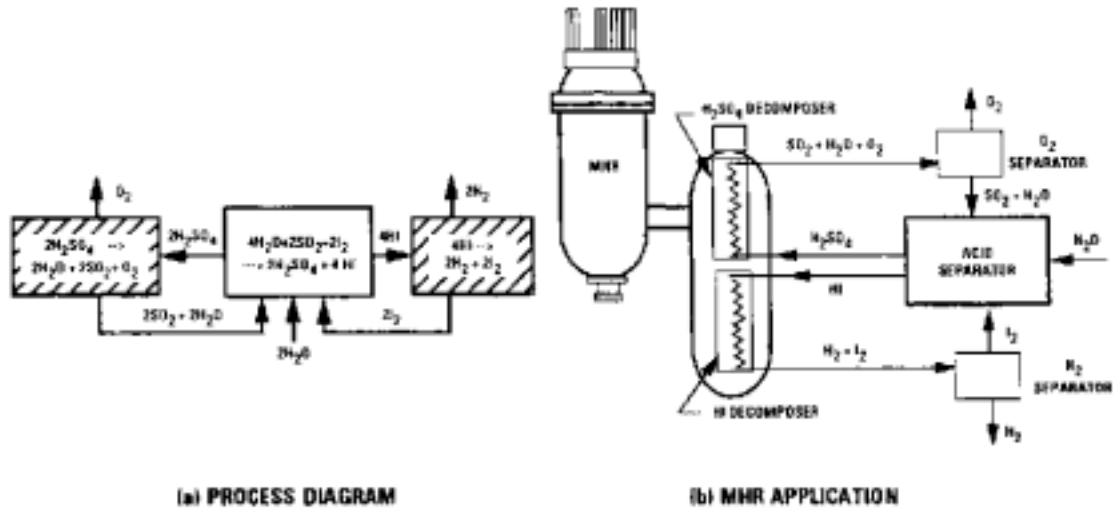 O₂
2H₂SO₄ -->
2H₂O + 2SO₂ + O₂
2H₂SO₄
4H₂O+2SO₂+2I₂
--> 2H₂SO₄ + 4 HI
4HI
2H₂
4HI -->
2H₂ + 2I₂
2SO₂ + 2H₂O
2I₂
2H₂O
(a) PROCESS DIAGRAM
MHR
H₂SO₄ DECOMPOSER
SO₂ + H₂O + O₂
O₂
O₂
SEPARATOR
SO₂ + H₂O
H₂SO₄
HI
ACID
SEPARATOR
H₂O
I₂
H₂ + I₂
H₂
SEPARATOR
H₂
HI DECOMPOSER
(b) MHR APPLICATION